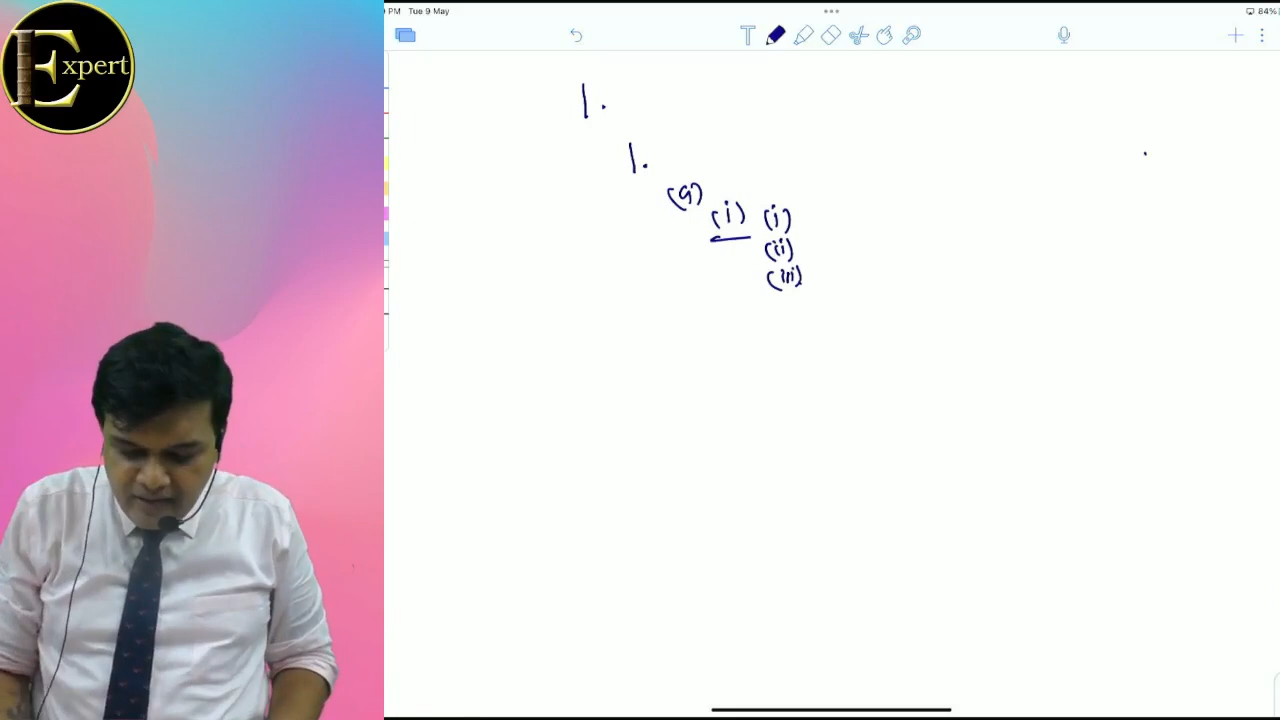 Expert
PM Tue 9 May
84%
T
1.
1.
(a)
(i) (i)
(ii)
(iii)